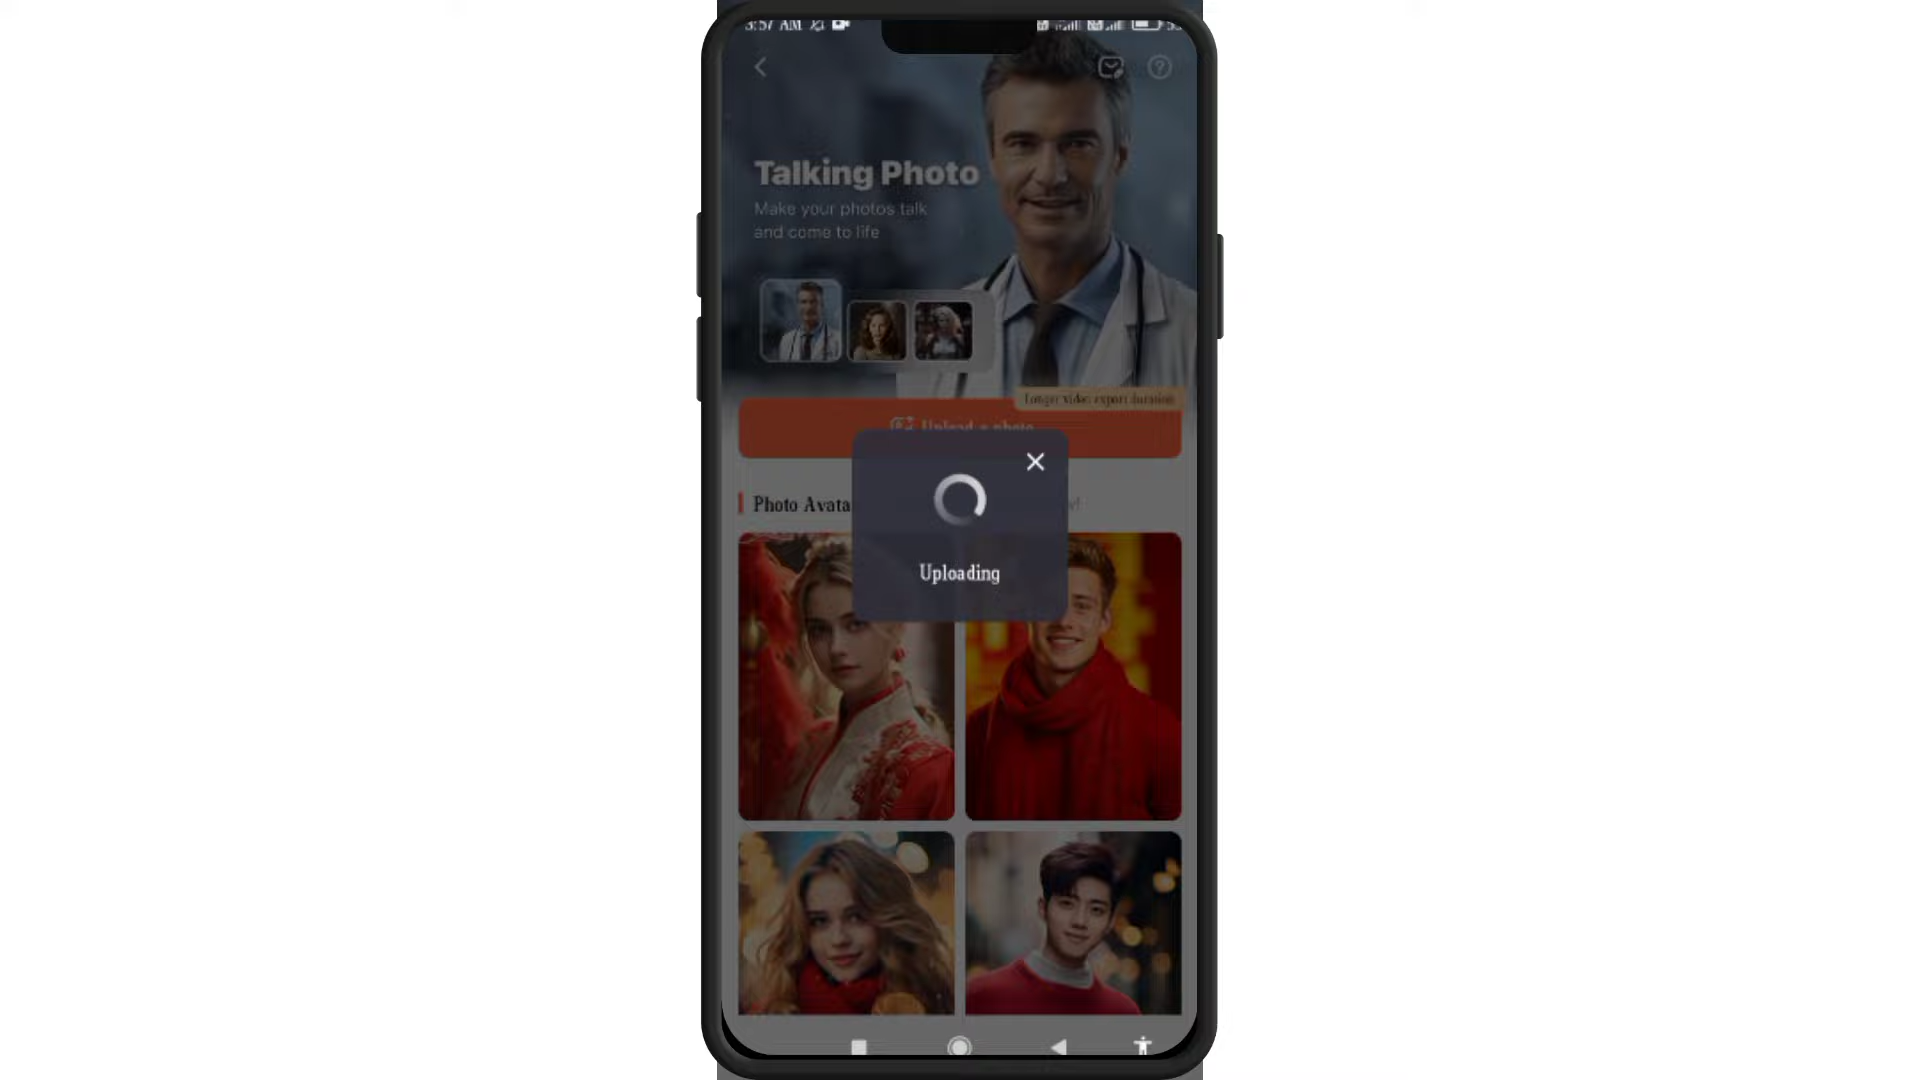 3:57 AM
Talking Photo
Make your photos talk
and come to life
Longer video export duration
Upload a photo
Photo Avata
Uploading